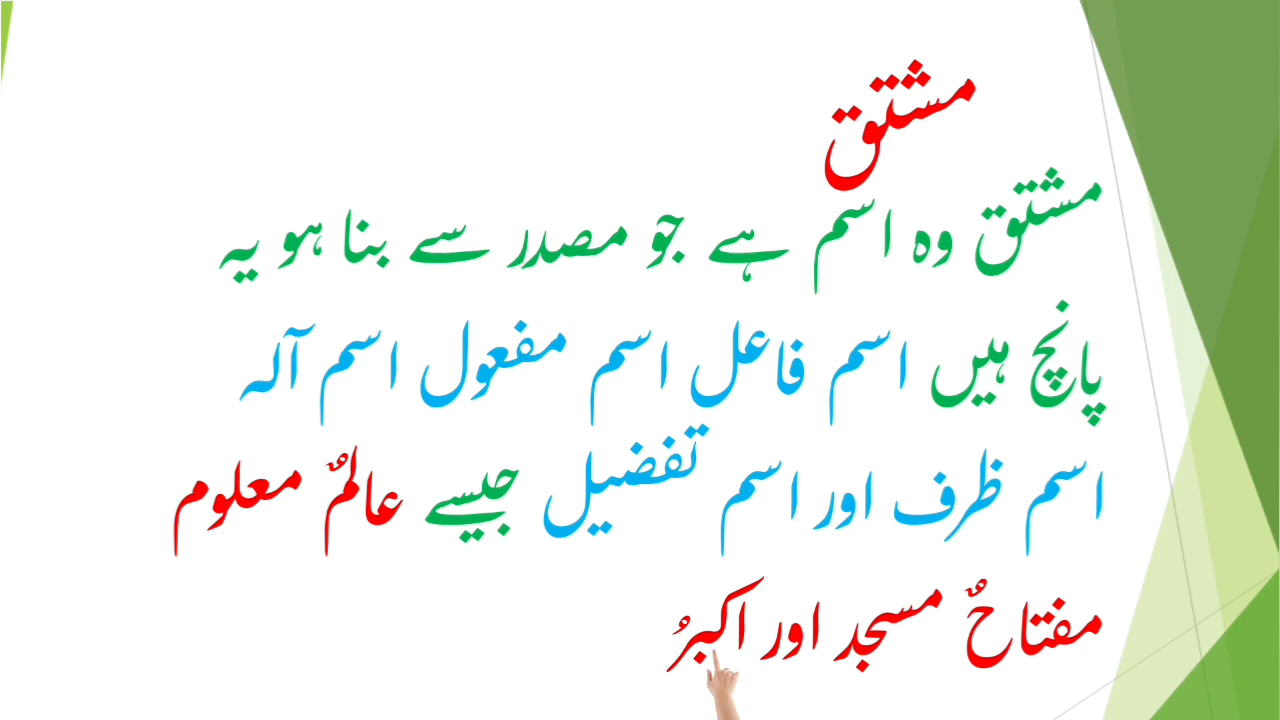 مشتق
مشتق وہ اسم ہے جو مصدر سے بنا ہو یہ
پانچ ہیں اسم فاعل اسم مفعول اسم آلہ
اسم ظرف اور اسم تفضیل جیسے عالمٌ معلوم
مفتاحٌ مسجد اور اکبرُ